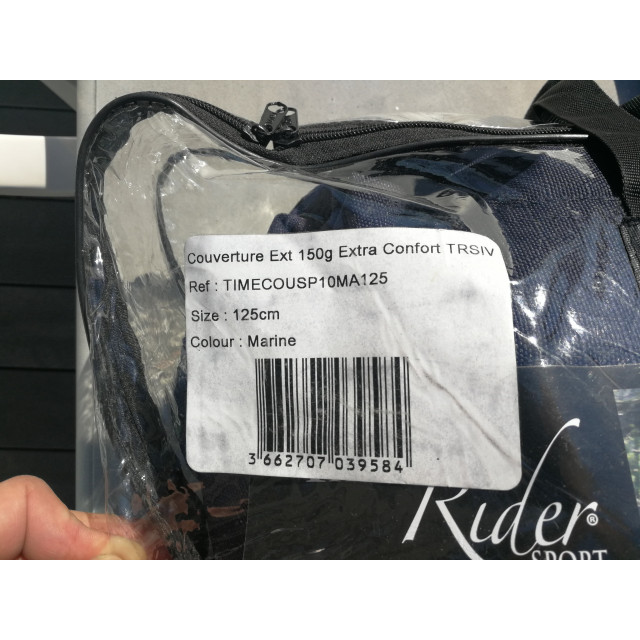 Couverture Ext 150g Extra Confort TRSIV
Ref : TIMECOUSP10MA125
Size : 125cm
Colour : Marine
3 662707 039584
Rider®
SPORT